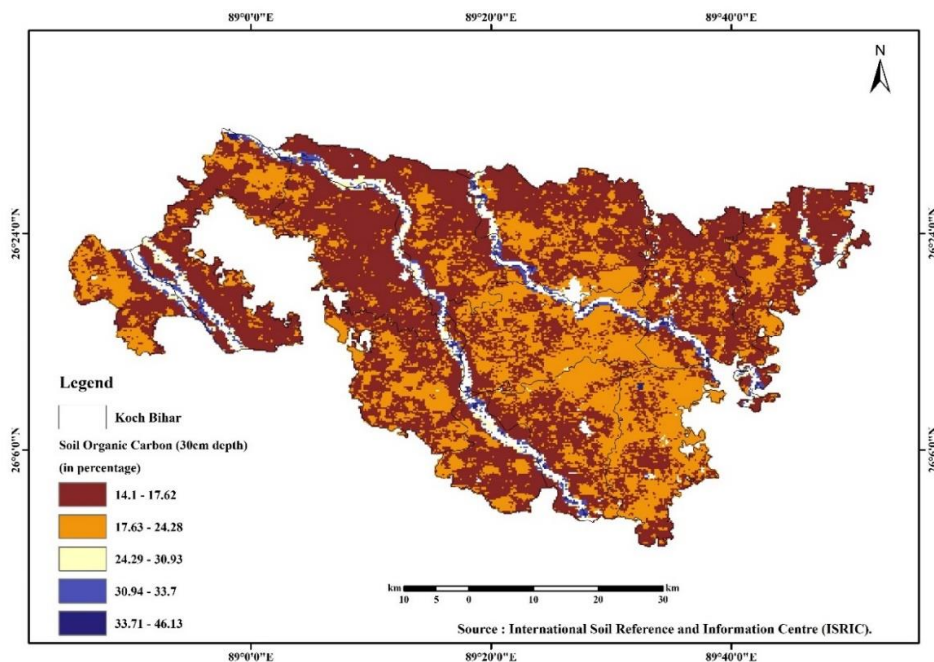 89°0'0"E 89°20'0"E 89°40'0"E
N
26°24'0"N 26°24'0"N
26°6'0"N 26°6'0"N
Legend
Koch Bihar
Soil Organic Carbon (30cm depth)
(in percentage)
14.1 - 17.62
17.63 - 24.28
24.29 - 30.93
30.94 - 33.7
33.71 - 46.13
km km
10 5 0 10 20 30
Source : International Soil Reference and Information Centre (ISRIC).
89°0'0"E 89°20'0"E 89°40'0"E